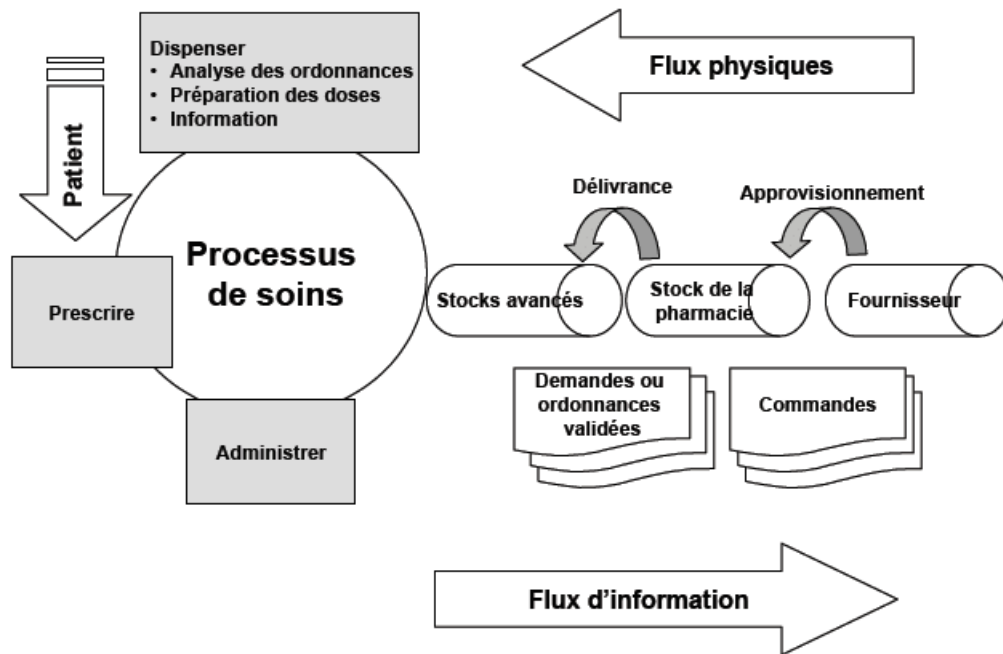 Dispenser
• Analyse des ordonnances
• Préparation des doses
• Information
Flux physiques
Patient
Délivrance
Approvisionnement
Processus
de soins
Prescrire
Stocks avancés
Stock de la
pharmacie
Fournisseur
Demandes ou
ordonnances
validées
Commandes
Administrer
Flux d’information